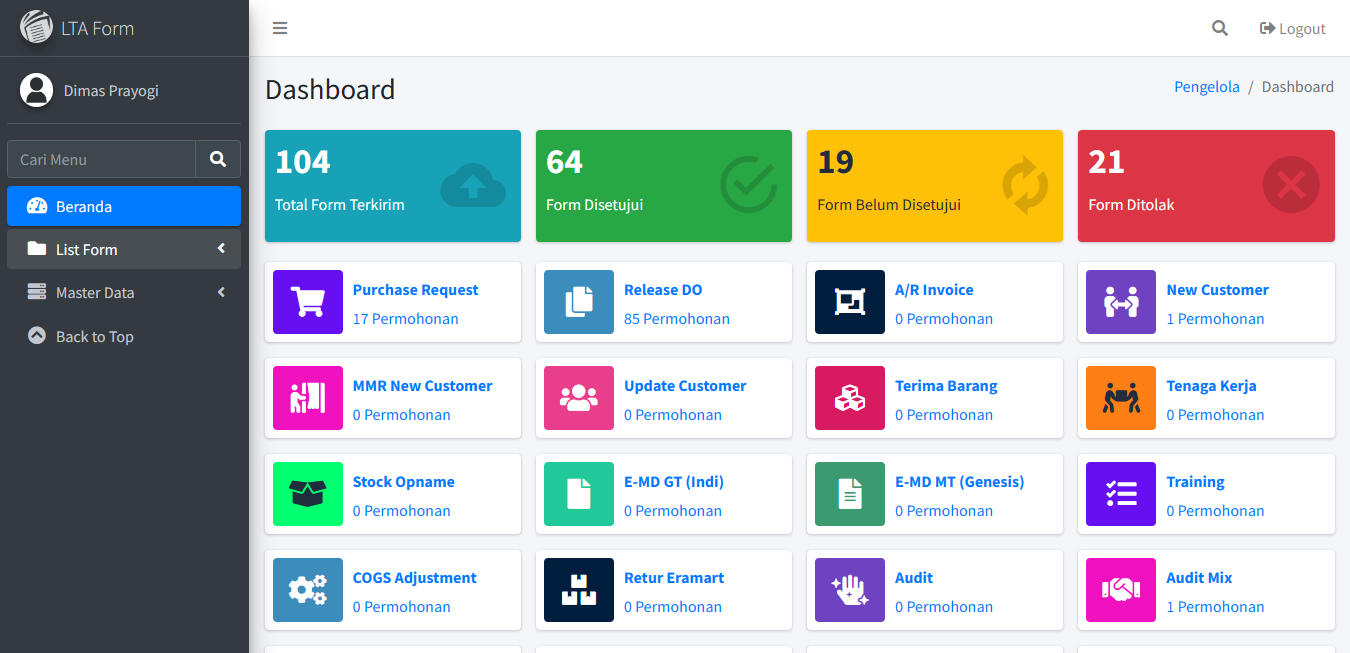 LTA Form
Logout
Dimas Prayogi
Cari Menu
Beranda
List Form
Master Data
Back to Top
Dashboard
Pengelola / Dashboard
104
Total Form Terkirim
64
Form Disetujui
19
Form Belum Disetujui
21
Form Ditolak
Purchase Request
17 Permohonan
Release DO
85 Permohonan
A/R Invoice
0 Permohonan
New Customer
1 Permohonan
MMR New Customer
0 Permohonan
Update Customer
0 Permohonan
Terima Barang
0 Permohonan
Tenaga Kerja
0 Permohonan
Stock Opname
0 Permohonan
E-MD GT (Indi)
0 Permohonan
E-MD MT (Genesis)
0 Permohonan
Training
0 Permohonan
COGS Adjustment
0 Permohonan
Retur Eramart
0 Permohonan
Audit
0 Permohonan
Audit Mix
1 Permohonan